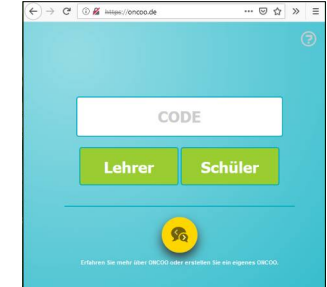 https://oncoo.de
?
CODE
Lehrer Schüler
Erfahren Sie mehr über ONCOO oder erstellen Sie ein eigenes ONCOO.